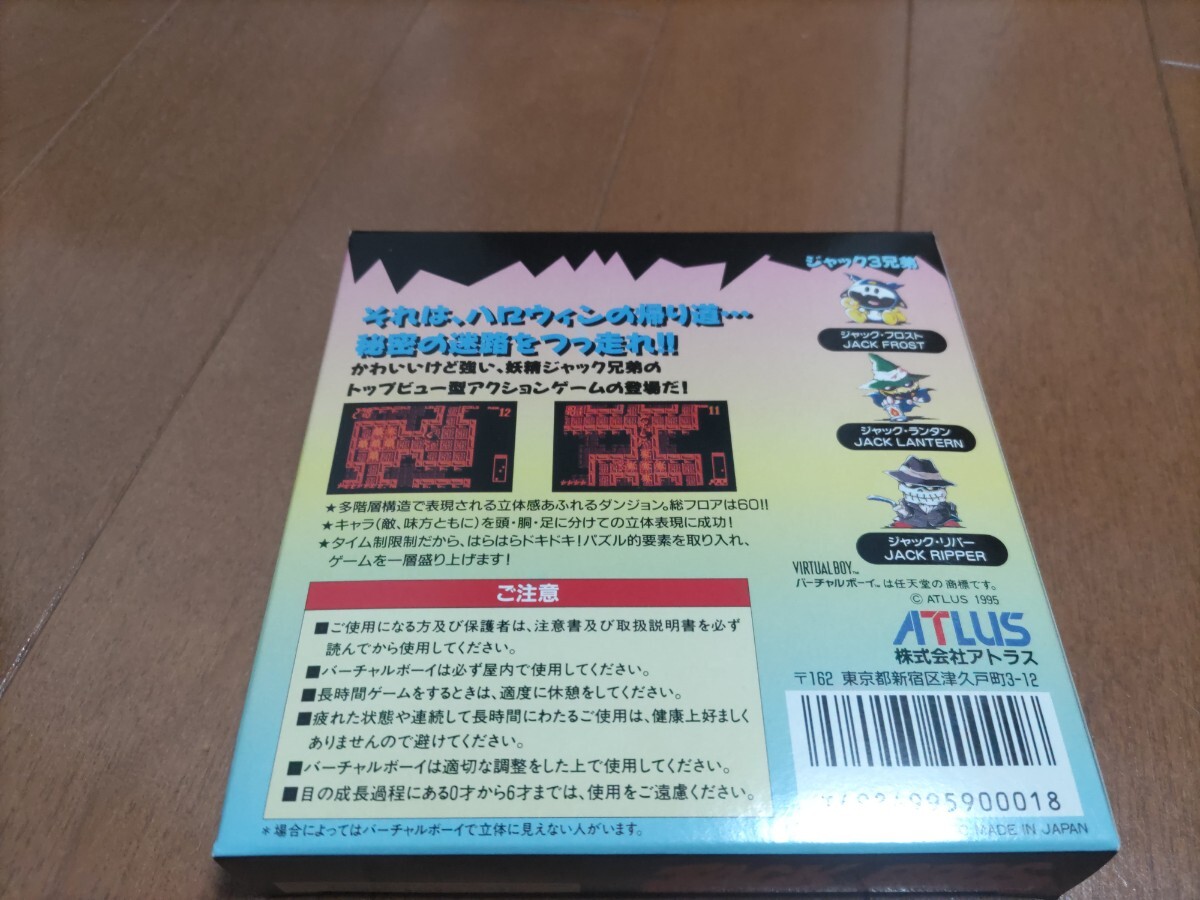 それは、ハロウィンの帰り道…
秘密の迷路をつっ走れ!!
かわいいけど強い、妖精ジャック兄弟の
トップビュー型アクションゲームの登場だ!
12
11
★多階層構造で表現される立体感あふれるダンジョン。総フロアは60!!
★キャラ(敵、味方ともに)を頭・胴・足に分けての立体表現に成功!
★タイム制限制だから、はらはらドキドキ!パズル的要素を取り入れ、
ゲームを一層盛り上げます!
ジャック3兄弟
ジャック・フロスト
JACK FROST
ジャック・ランタン
JACK LANTERN
ジャック・リパー
JACK RIPPER
ご注意
■ご使用になる方及び保護者は、注意書及び取扱説明書を必ず
読んでから使用してください。
■バーチャルボーイは必ず屋内で使用してください。
■長時間ゲームをするときは、適度に休憩をしてください。
■疲れた状態や連続して長時間にわたるご使用は、健康上好ましく
ありませんので避けてください。
■バーチャルボーイは適切な調整をした上で使用してください。
■目の成長過程にある0才から6才までは、使用をご遠慮ください。
*場合によってはバーチャルボーイで立体に見えない人がいます。
VIRTUAL BOY™
バーチャルボーイ™は任天堂の商標です。
© ATLUS 1995
ATLUS
株式会社アトラス
〒162 東京都新宿区津久戸町3-12
MADE IN JAPAN